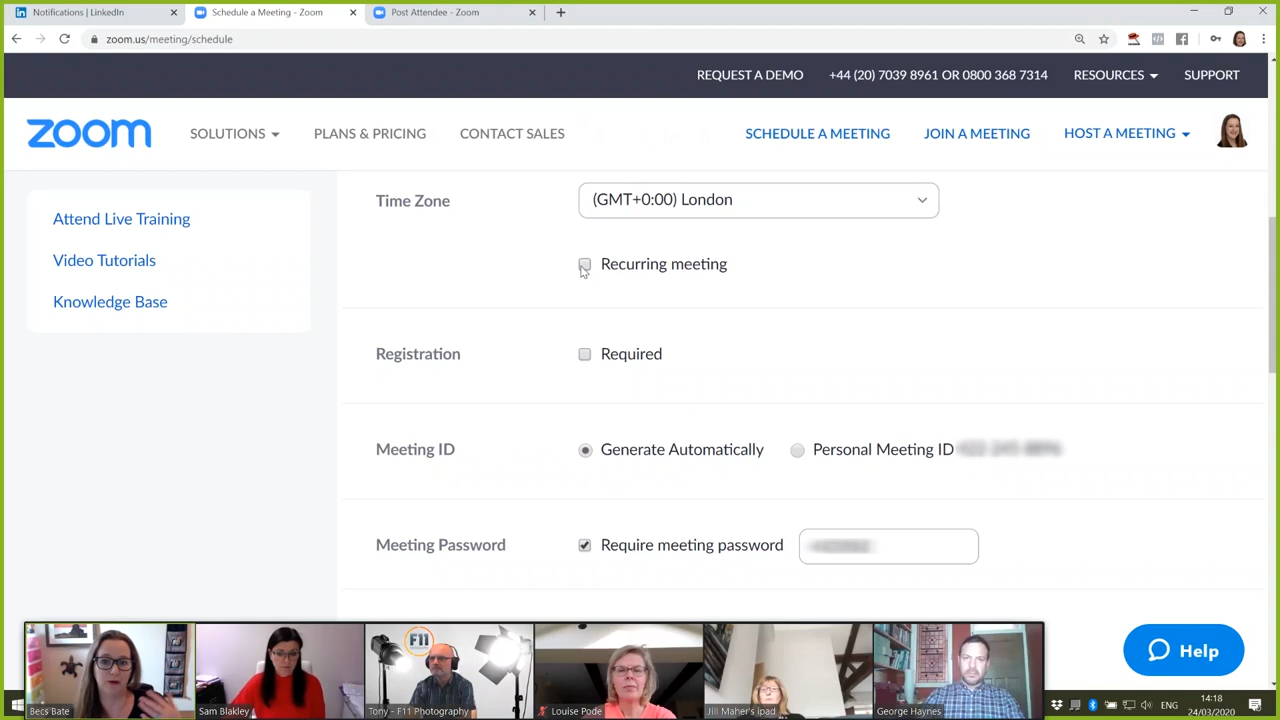 Notifications | LinkedIn
Schedule a Meeting - Zoom
Post Attendee - Zoom
zoom.us/meeting/schedule
REQUEST A DEMO
+44 (20) 7039 8961 OR 0800 368 7314
RESOURCES
SUPPORT
zoom
SOLUTIONS
PLANS & PRICING
CONTACT SALES
SCHEDULE A MEETING
JOIN A MEETING
HOST A MEETING
Attend Live Training
Video Tutorials
Knowledge Base
Time Zone
(GMT+0:00) London
Recurring meeting
Registration
Required
Meeting ID
Generate Automatically
Personal Meeting ID
Meeting Password
Require meeting password
Help
F11
Becs Bate
Sam Blakley
Tony - F11 Photography
Louise Pode
Jill Maher's ipad
George Haynes
ENG
14:18
24/03/2020